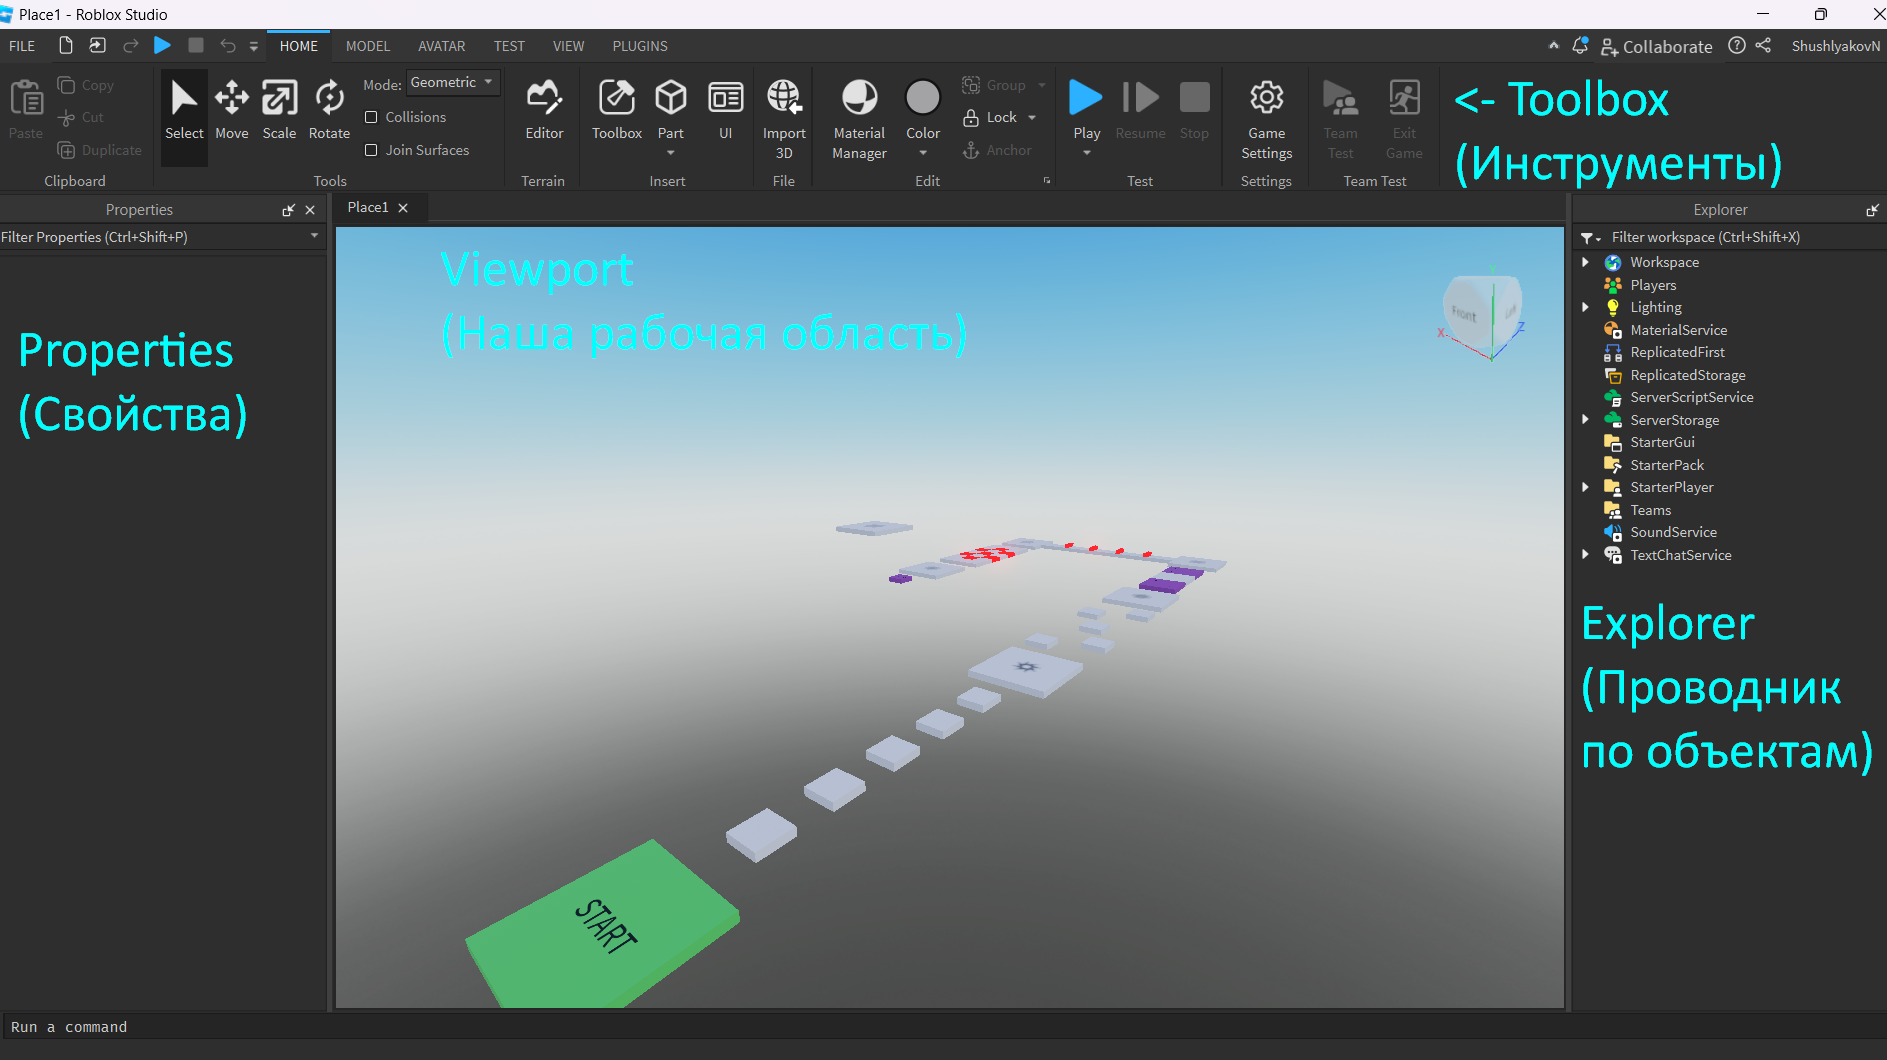 Place1 - Roblox Studio
FILE HOME MODEL AVATAR TEST VIEW PLUGINS Collaborate ShushlyakovN
Paste Copy Cut Duplicate
Clipboard
Select Move Scale Rotate
Mode: Geometric
Collisions
Join Surfaces
Tools
Editor
Terrain
Toolbox Part UI
Insert
Import 3D
File
Material Manager Color
Group
Lock
Anchor
Edit
Play Resume Stop
Test
Game Settings
Settings
Team Test Exit Game
Team Test
<- Toolbox
(Инструменты)
Properties
Filter Properties (Ctrl+Shift+P)
Properties
(Свойства)
Place1
Viewport
(Наша рабочая область)
Front
X
Z
START
Explorer
Filter workspace (Ctrl+Shift+X)
Workspace
Players
Lighting
MaterialService
ReplicatedFirst
ReplicatedStorage
ServerScriptService
ServerStorage
StarterGui
StarterPack
StarterPlayer
Teams
SoundService
TextChatService
Explorer
(Проводник
по объектам)
Run a command